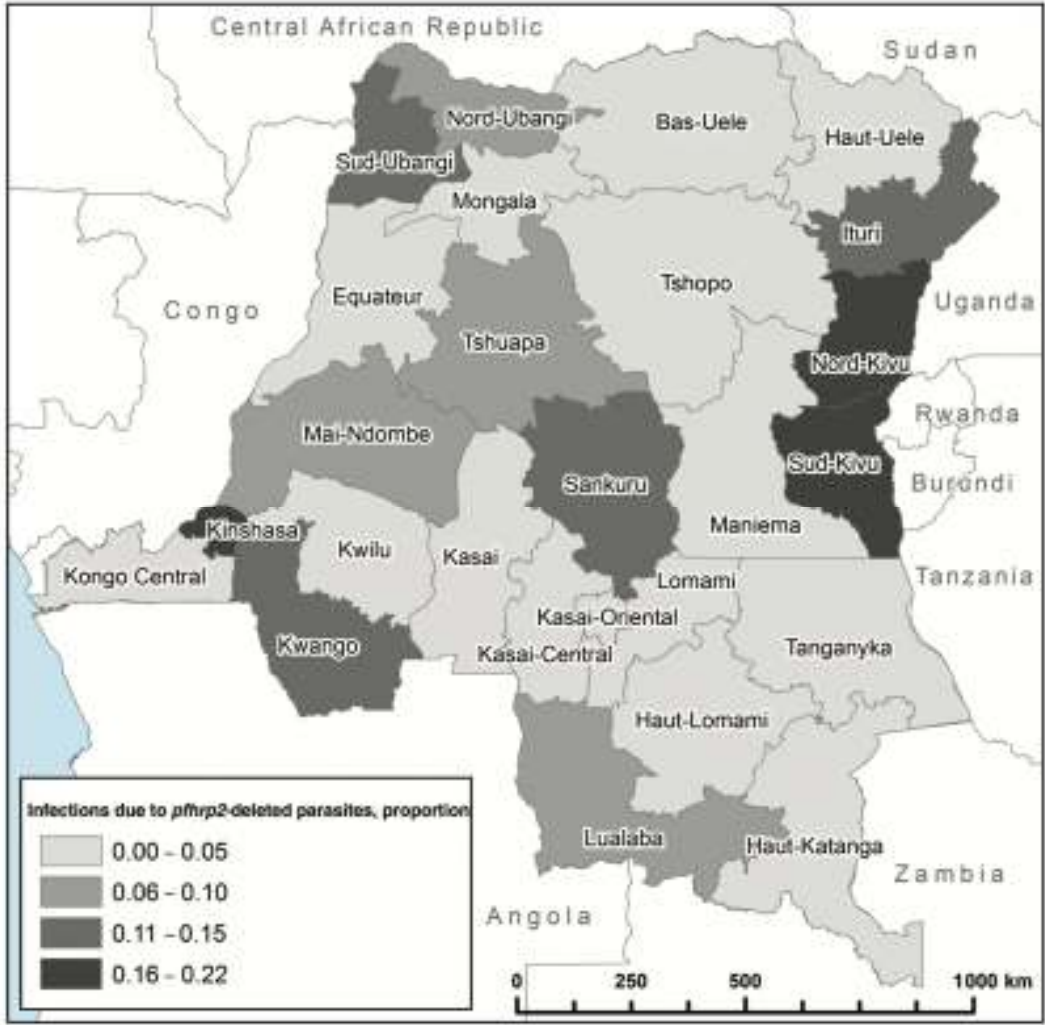 Central African Republic
Sudan
Nord-Ubangi
Bas-Uele
Haut-Uele
Sud-Ubangi
Mongala
Ituri
Tshopo
Equateur
Congo
Uganda
Tshuapa
Nord-Kivu
Rwanda
Mai-Ndombe
Sud-Kivu
Sankuru
Burondi
Kinshasa
Maniema
Kwilu
Kasai
Kongo Central
Lomami
Tanzania
Kasai-Oriental
Kwango
Kasai-Central
Tanganyka
Haut-Lomami
Infections due to pfhrp2-deleted parasites, proportion
0.00 - 0.05
0.06 - 0.10
0.11 - 0.15
0.16 - 0.22
Lualaba
Haut-Katanga
Zambia
Angola
0 250 500 1000 km